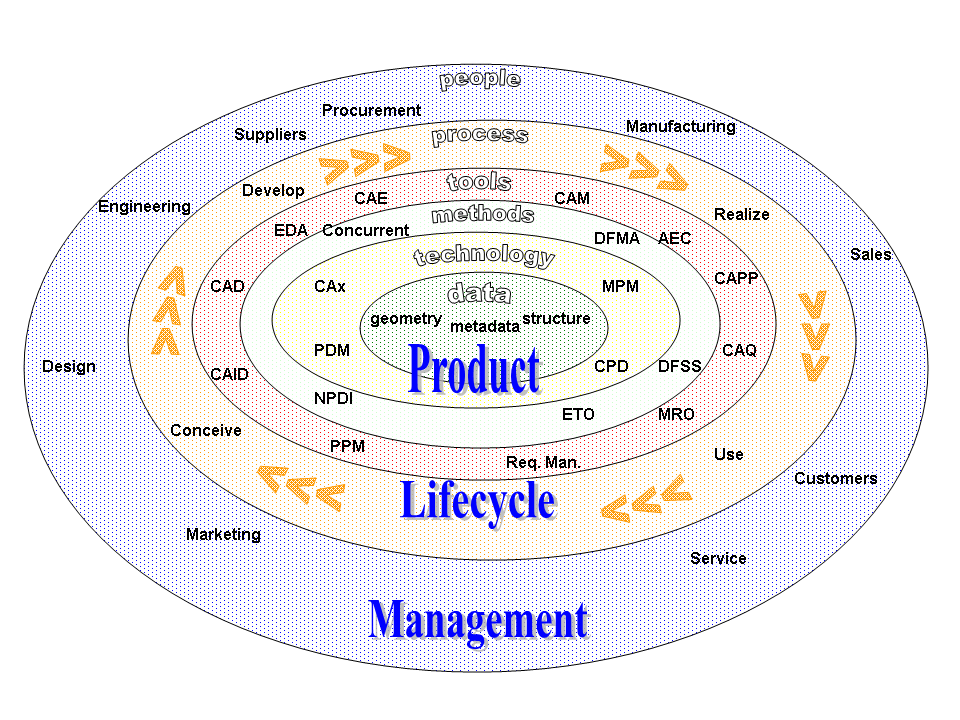 people
Procurement
Manufacturing
Suppliers
process
Develop
tools
Engineering
CAE
CAM
Realize
methods
EDA
Concurrent
DFMA
AEC
technology
Sales
CAD
CAx
data
MPM
CAPP
geometry
metadata
structure
PDM
Product
CAQ
Design
CAID
CPD
DFSS
NPDI
ETO
MRO
Conceive
PPM
Req. Man.
Use
Customers
Lifecycle
Marketing
Service
Management